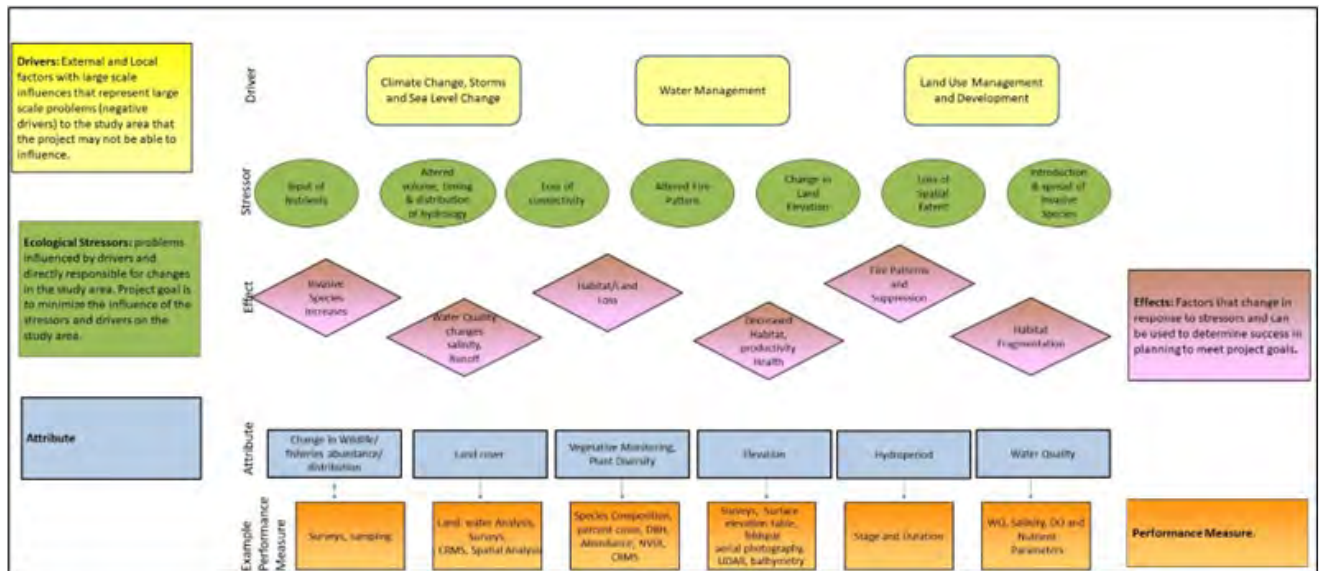 Drivers: External and Local
factors with large scale
influences that represent large
scale problems (negative
drivers) to the study area that
the project may not be able to
influence.
Driver
Climate Change, Storms
and Sea Level Change
Water Management
Land Use Management
and Development
Ecological Stressors: problems
influenced by drivers and
directly responsible for changes
in the study area. Project goal is
to minimize the influence of the
stressors and drivers on the
study area.
Stressor
Input of
Nutrients
Altered
volume, timing
& distribution
of hydrology
Loss of
connectivity
Altered Fire
Pattern
Change in
Land
Elevation
Loss of
Spatial
Extent
Introduction
& spread of
Invasive
Species
Effect
Invasive
Species
Increases
Water Quality
changes
salinity,
Runoff
Habitat/Land
Loss
Decreased
Habitat,
productivity
Health
Fire Patterns
and
Suppression
Habitat
Fragmentation
Effects: Factors that change in
response to stressors and can
be used to determine success in
planning to meet project goals.
Attribute
Attribute
Change in Wildlife/
fisheries abundance/
distribution
Land cover
Vegetative Monitoring,
Plant Diversity
Elevation
Hydroperiod
Water Quality
Example
Performance
Measure
Surveys, sampling
Land: water Analysis,
Surveys,
CRMS, Spatial Analysis
Species Composition,
percent cover, DBH,
Abundance, NVUI,
CRMS
Surveys, Surface
elevation table,
aerial photography,
LIDAR, bathymetry
Stage and Duration
WQ, Salinity, DO and
Nutrient
Parameters
Performance Measure.